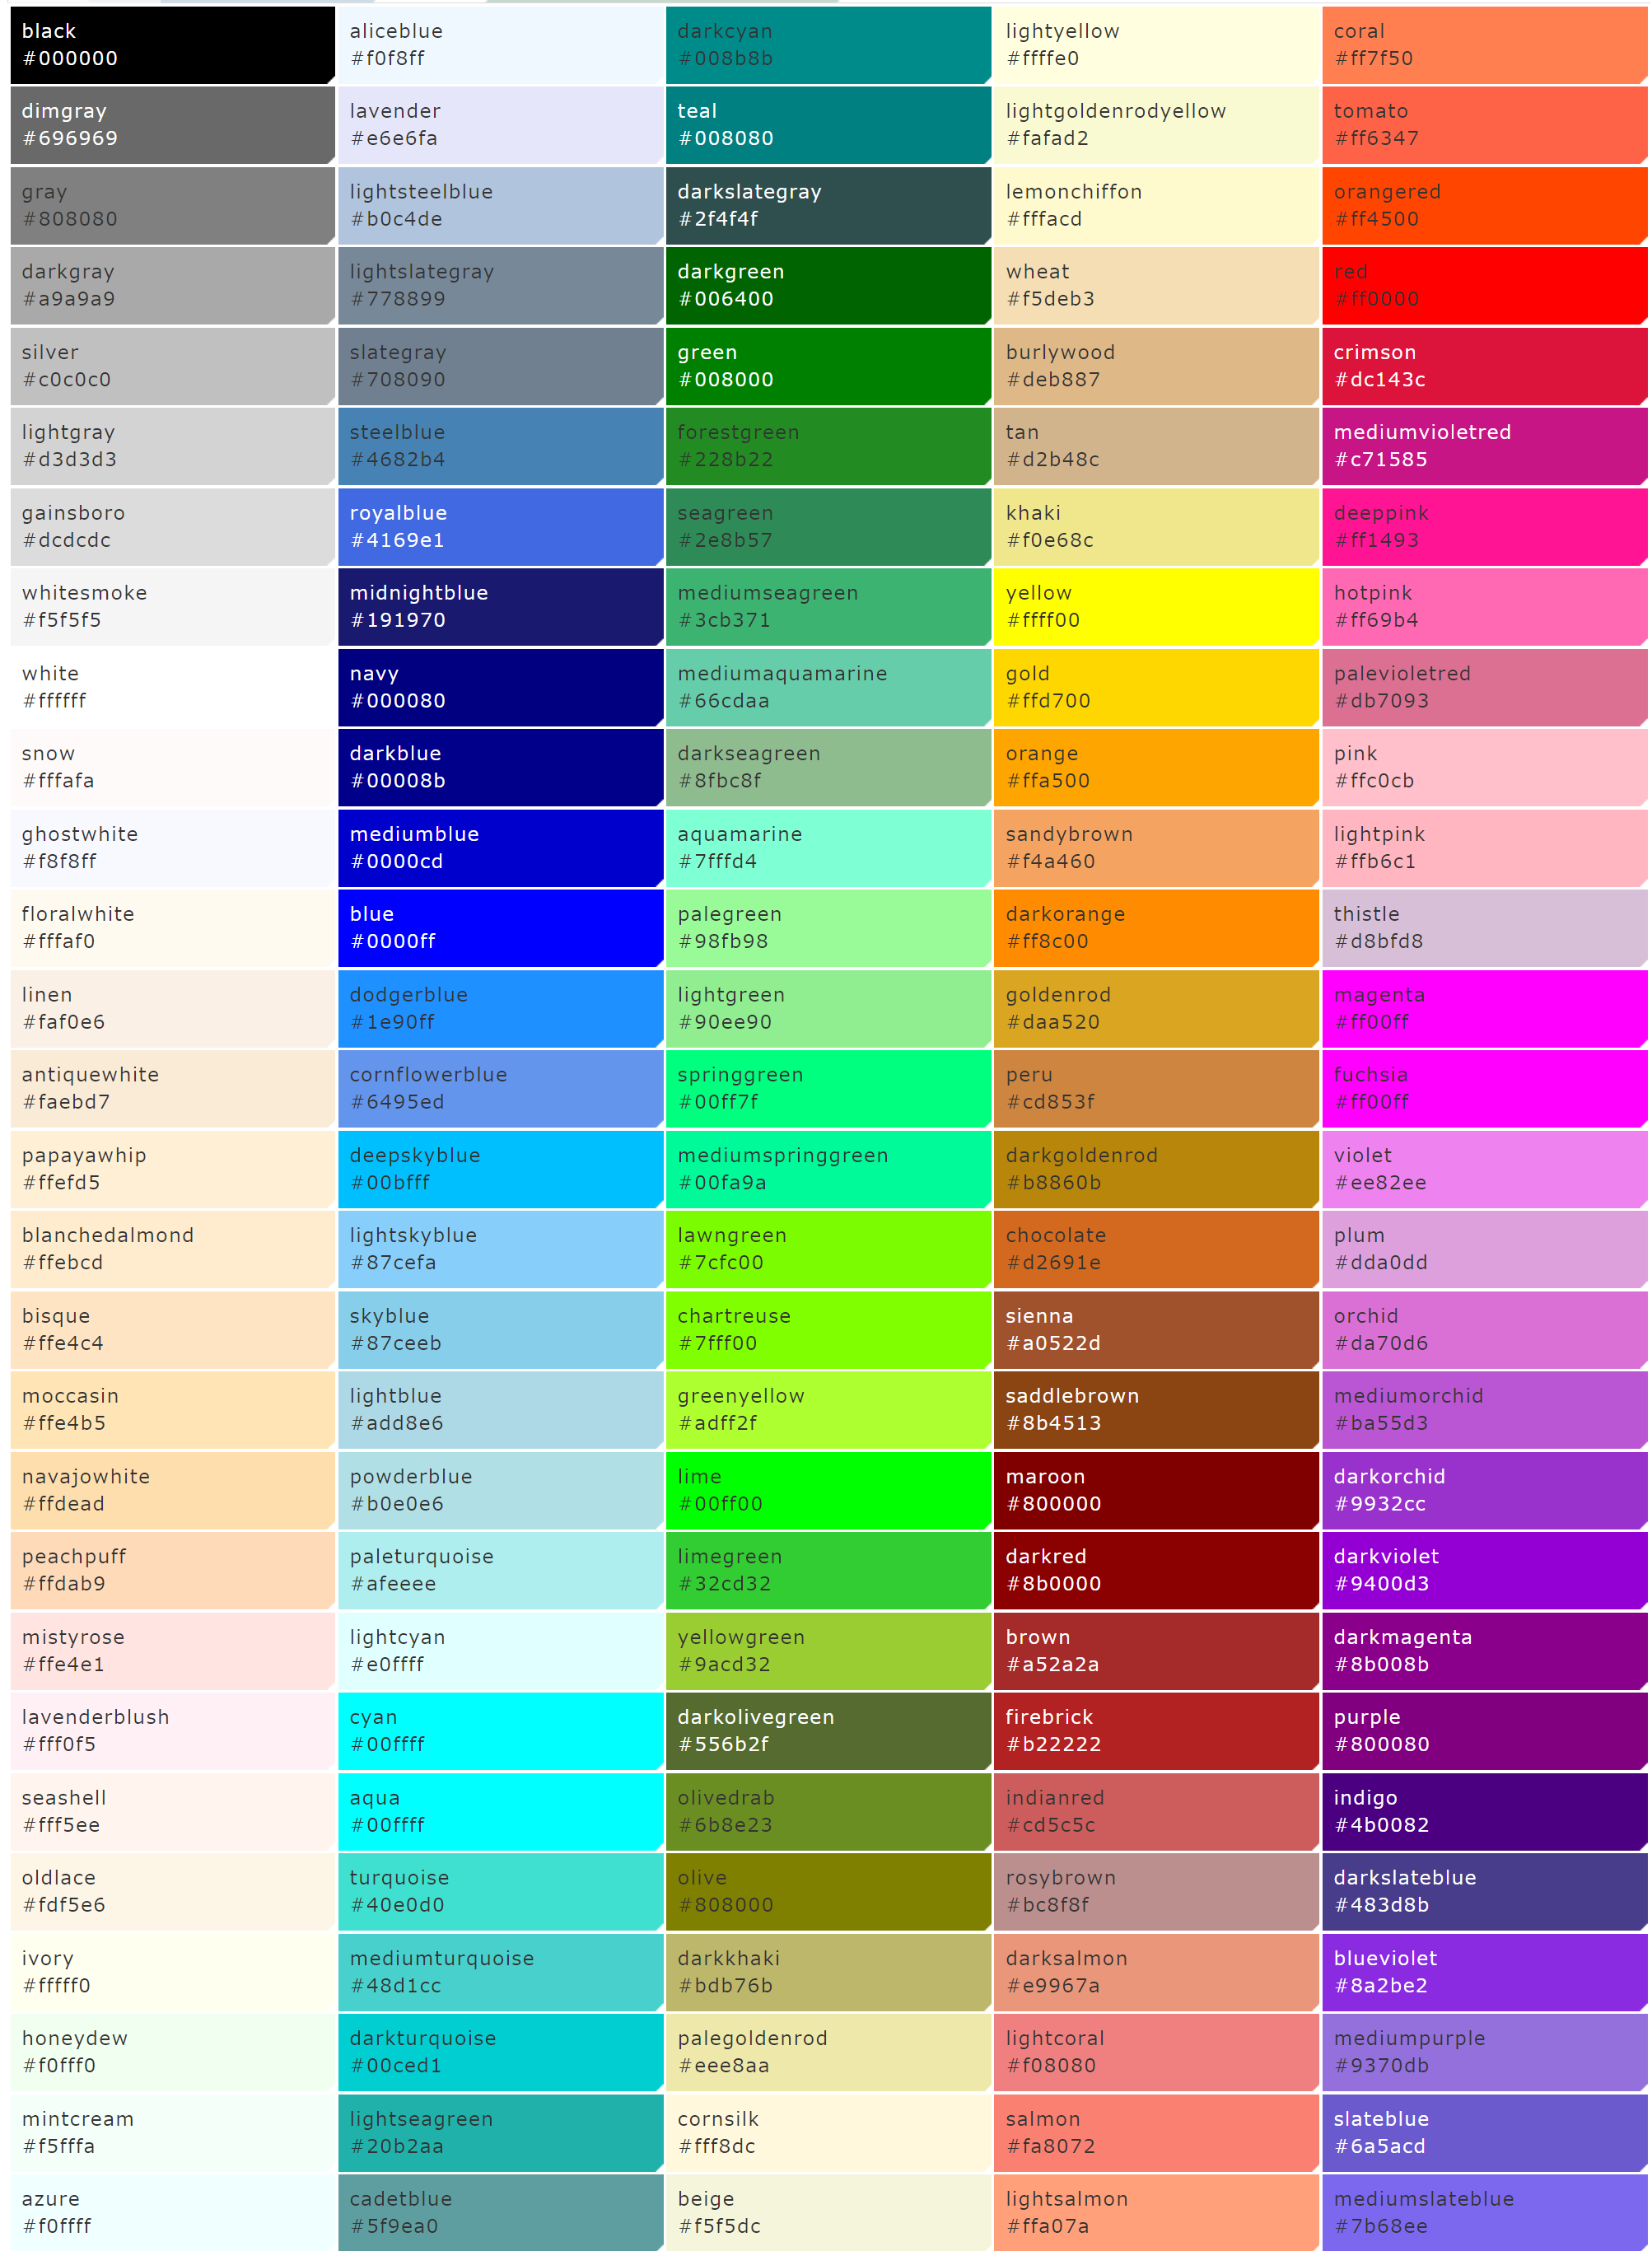 black
#000000
dimgray
#696969
gray
#808080
darkgray
#a9a9a9
silver
#c0c0c0
lightgray
#d3d3d3
gainsboro
#dcdcdc
whitesmoke
#f5f5f5
white
#ffffff
snow
#fffafa
ghostwhite
#f8f8ff
floralwhite
#fffaf0
linen
#faf0e6
antiquewhite
#faebd7
papayawhip
#ffefd5
blanchedalmond
#ffebcd
bisque
#ffe4c4
moccasin
#ffe4b5
navajowhite
#ffdead
peachpuff
#ffdab9
mistyrose
#ffe4e1
lavenderblush
#fff0f5
seashell
#fff5ee
oldlace
#fdf5e6
ivory
#fffff0
honeydew
#f0fff0
mintcream
#f5fffa
azure
#f0ffff
aliceblue
#f0f8ff
lavender
#e6e6fa
lightsteelblue
#b0c4de
lightslategray
#778899
slategray
#708090
steelblue
#4682b4
royalblue
#4169e1
midnightblue
#191970
navy
#000080
darkblue
#00008b
mediumblue
#0000cd
blue
#0000ff
dodgerblue
#1e90ff
cornflowerblue
#6495ed
deepskyblue
#00bfff
lightskyblue
#87cefa
skyblue
#87ceeb
lightblue
#add8e6
powderblue
#b0e0e6
paleturquoise
#afeeee
lightcyan
#e0ffff
cyan
#00ffff
aqua
#00ffff
turquoise
#40e0d0
mediumturquoise
#48d1cc
darkturquoise
#00ced1
lightseagreen
#20b2aa
cadetblue
#5f9ea0
darkcyan
#008b8b
teal
#008080
darkslategray
#2f4f4f
darkgreen
#006400
green
#008000
forestgreen
#228b22
seagreen
#2e8b57
mediumseagreen
#3cb371
mediumaquamarine
#66cdaa
darkseagreen
#8fbc8f
aquamarine
#7fffd4
palegreen
#98fb98
lightgreen
#90ee90
springgreen
#00ff7f
mediumspringgreen
#00fa9a
lawngreen
#7cfc00
chartreuse
#7fff00
greenyellow
#adff2f
lime
#00ff00
limegreen
#32cd32
yellowgreen
#9acd32
darkolivegreen
#556b2f
olivedrab
#6b8e23
olive
#808000
darkkhaki
#bdb76b
palegoldenrod
#eee8aa
cornsilk
#fff8dc
beige
#f5f5dc
lightyellow
#ffffe0
lightgoldenrodyellow
#fafad2
lemonchiffon
#fffacd
wheat
#f5deb3
burlywood
#deb887
tan
#d2b48c
khaki
#f0e68c
yellow
#ffff00
gold
#ffd700
orange
#ffa500
sandybrown
#f4a460
darkorange
#ff8c00
goldenrod
#daa520
peru
#cd853f
darkgoldenrod
#b8860b
chocolate
#d2691e
sienna
#a0522d
saddlebrown
#8b4513
maroon
#800000
darkred
#8b0000
brown
#a52a2a
firebrick
#b22222
indianred
#cd5c5c
rosybrown
#bc8f8f
darksalmon
#e9967a
lightcoral
#f08080
salmon
#fa8072
lightsalmon
#ffa07a
coral
#ff7f50
tomato
#ff6347
orangered
#ff4500
red
#ff0000
crimson
#dc143c
mediumvioletred
#c71585
deeppink
#ff1493
hotpink
#ff69b4
palevioletred
#db7093
pink
#ffc0cb
lightpink
#ffb6c1
thistle
#d8bfd8
magenta
#ff00ff
fuchsia
#ff00ff
violet
#ee82ee
plum
#dda0dd
orchid
#da70d6
mediumorchid
#ba55d3
darkorchid
#9932cc
darkviolet
#9400d3
darkmagenta
#8b008b
purple
#800080
indigo
#4b0082
darkslateblue
#483d8b
blueviolet
#8a2be2
mediumpurple
#9370db
slateblue
#6a5acd
mediumslateblue
#7b68ee